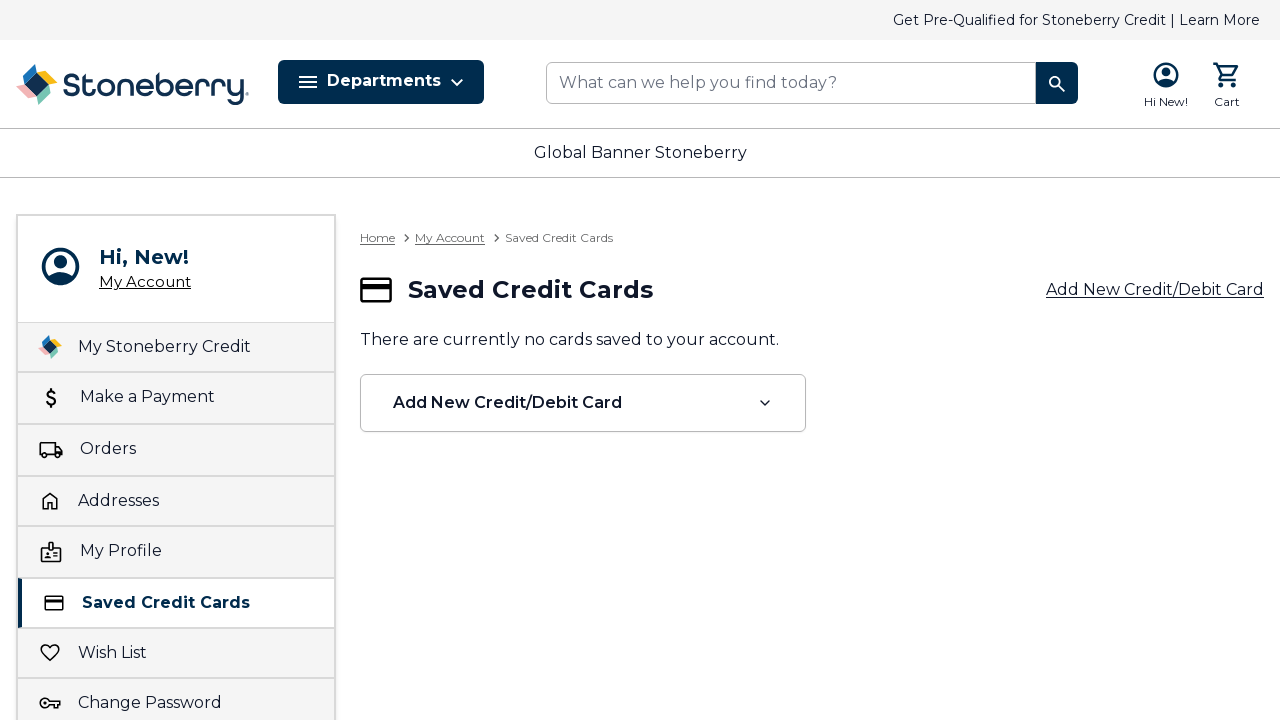 Get Pre-Qualified for Stoneberry Credit | Learn More
Stoneberry
Departments
What can we help you find today?
Hi New!
Cart
Global Banner Stoneberry
Hi, New!
My Account
My Stoneberry Credit
Make a Payment
Orders
Addresses
My Profile
Saved Credit Cards
Wish List
Change Password
Home > My Account > Saved Credit Cards
Saved Credit Cards
Add New Credit/Debit Card
There are currently no cards saved to your account.
Add New Credit/Debit Card